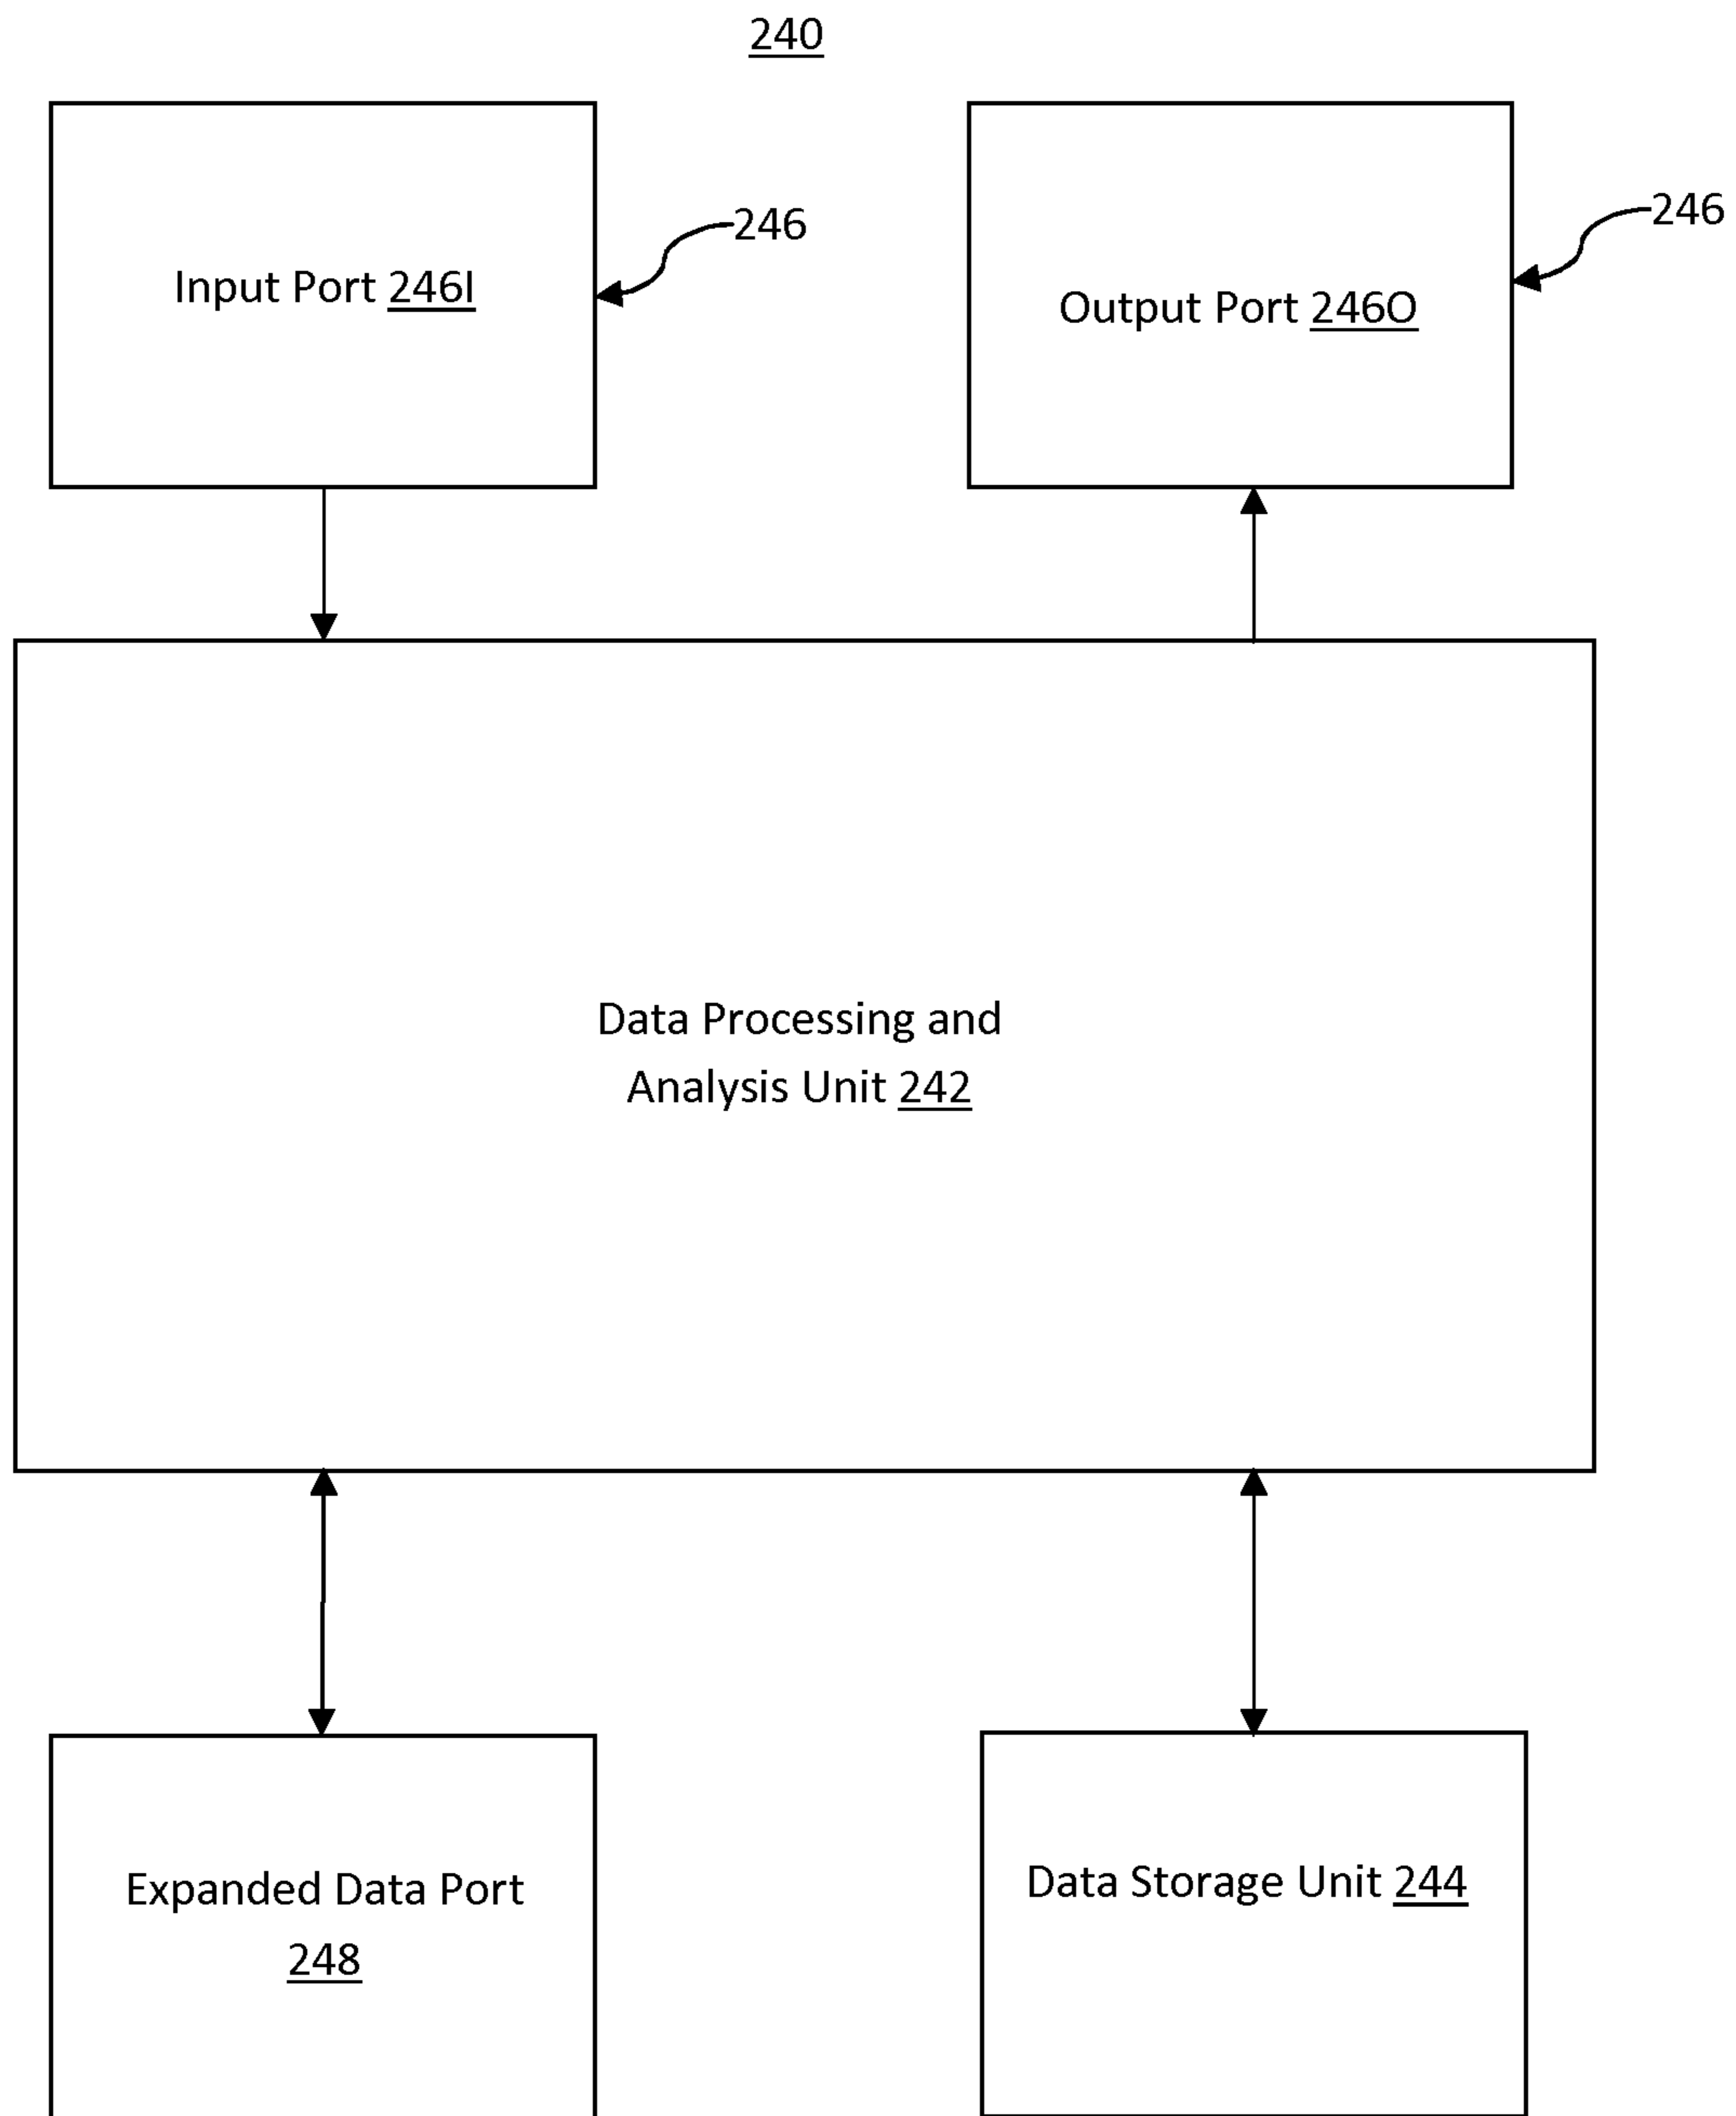 240
Input Port 246I
246
Output Port 246O
246
Data Processing and
Analysis Unit 242
Expanded Data Port
248
Data Storage Unit 244